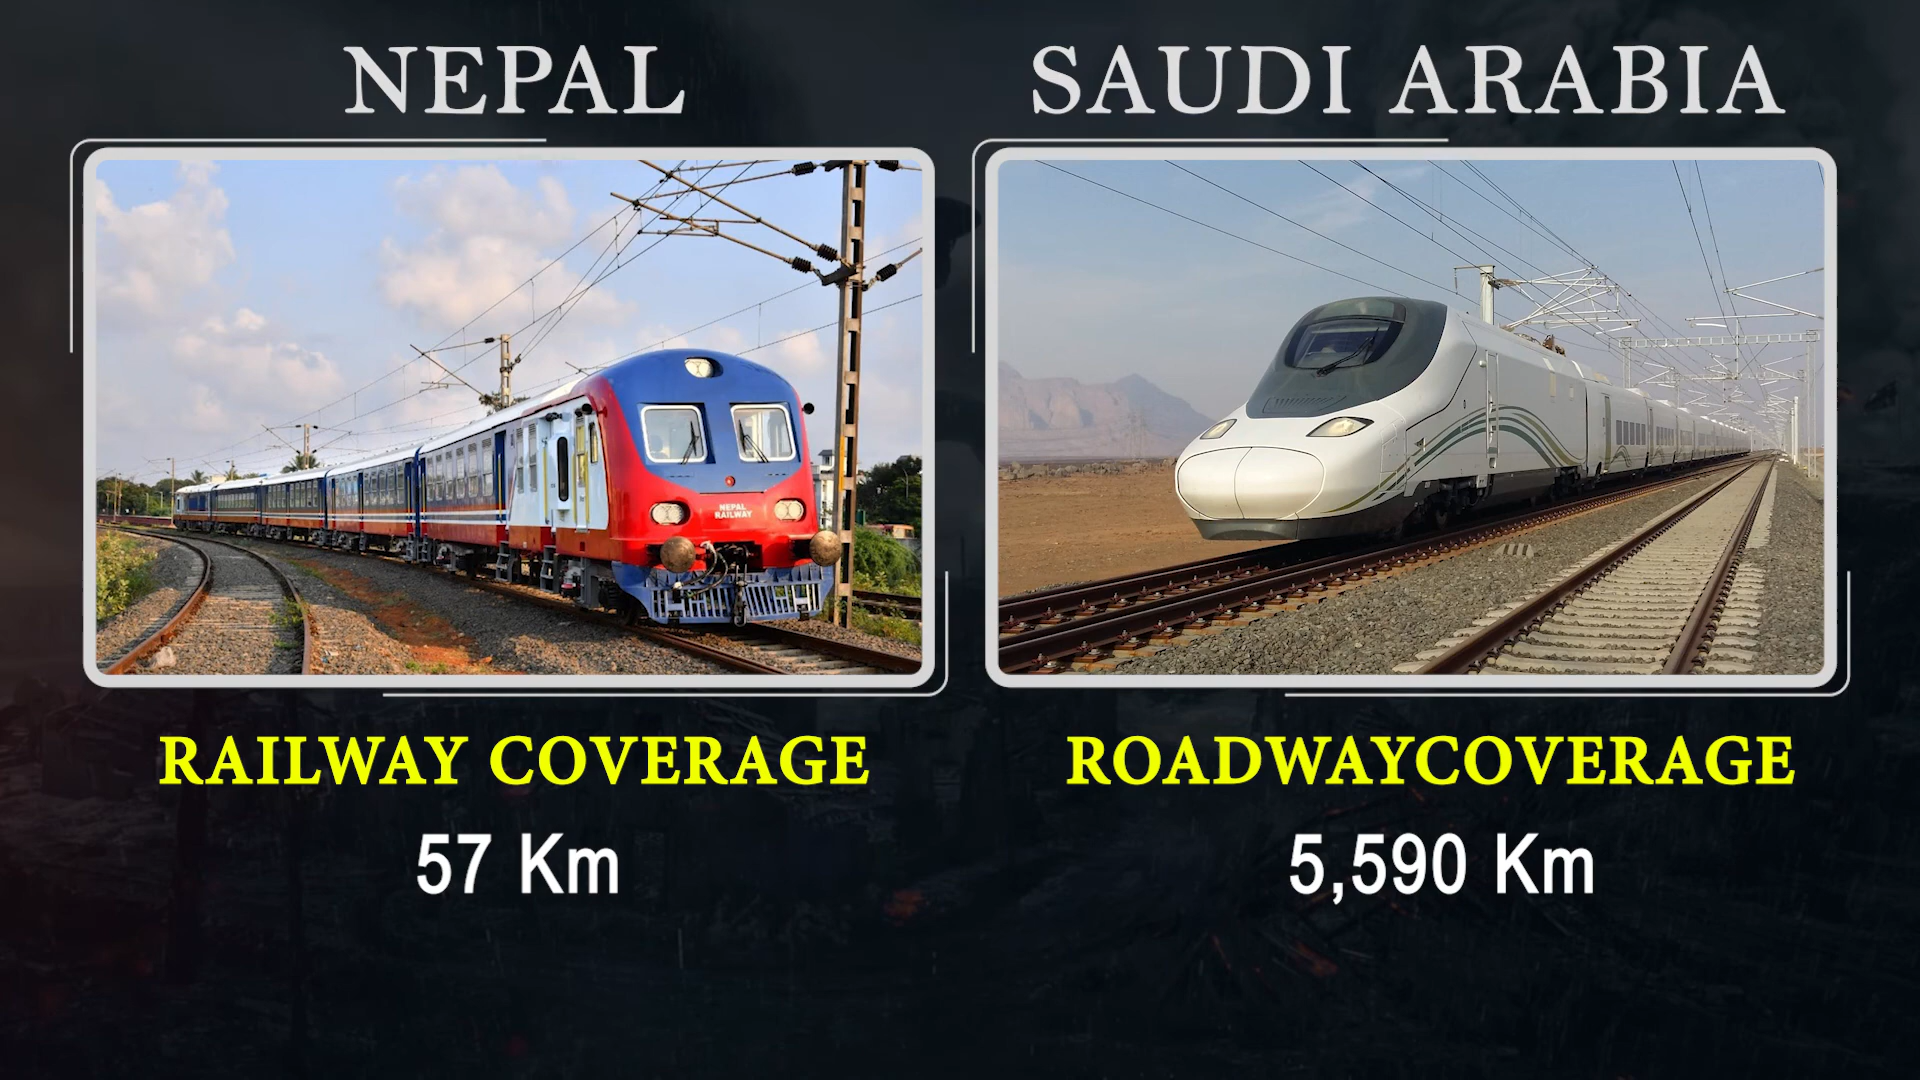 NEPAL
SAUDI ARABIA
NEPAL
RAILWAY
RAILWAY COVERAGE
ROADWAYCOVERAGE
57 Km
5,590 Km